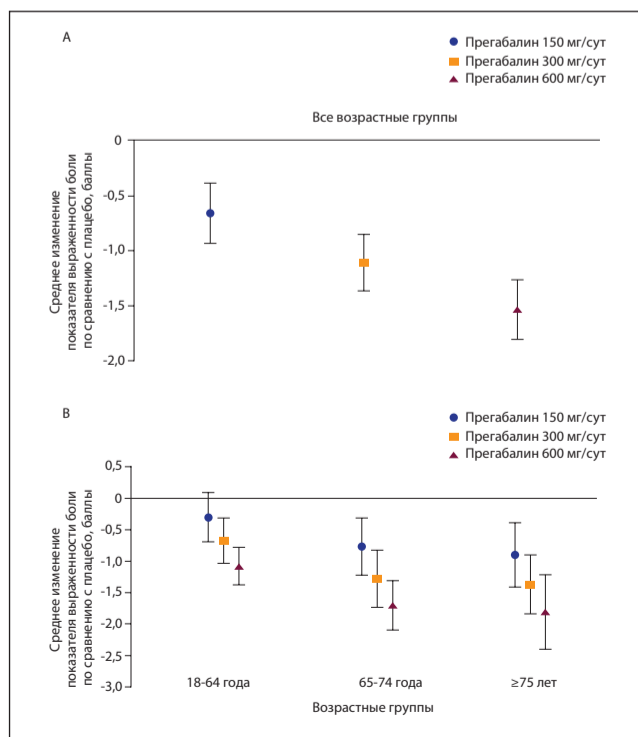 A
Прегабалин 150 мг/сут
Прегабалин 300 мг/сут
Прегабалин 600 мг/сут
Все возрастные группы
Среднее изменение
показателя выраженности боли
по сравнению с плацебо, баллы
0
-0,5
-1,0
-1,5
-2,0
B
Прегабалин 150 мг/сут
Прегабалин 300 мг/сут
Прегабалин 600 мг/сут
Среднее изменение
показателя выраженности боли
по сравнению с плацебо, баллы
0,5
0
-0,5
-1,0
-1,5
-2,0
-2,5
-3,0
18-64 года
65-74 года
≥75 лет
Возрастные группы